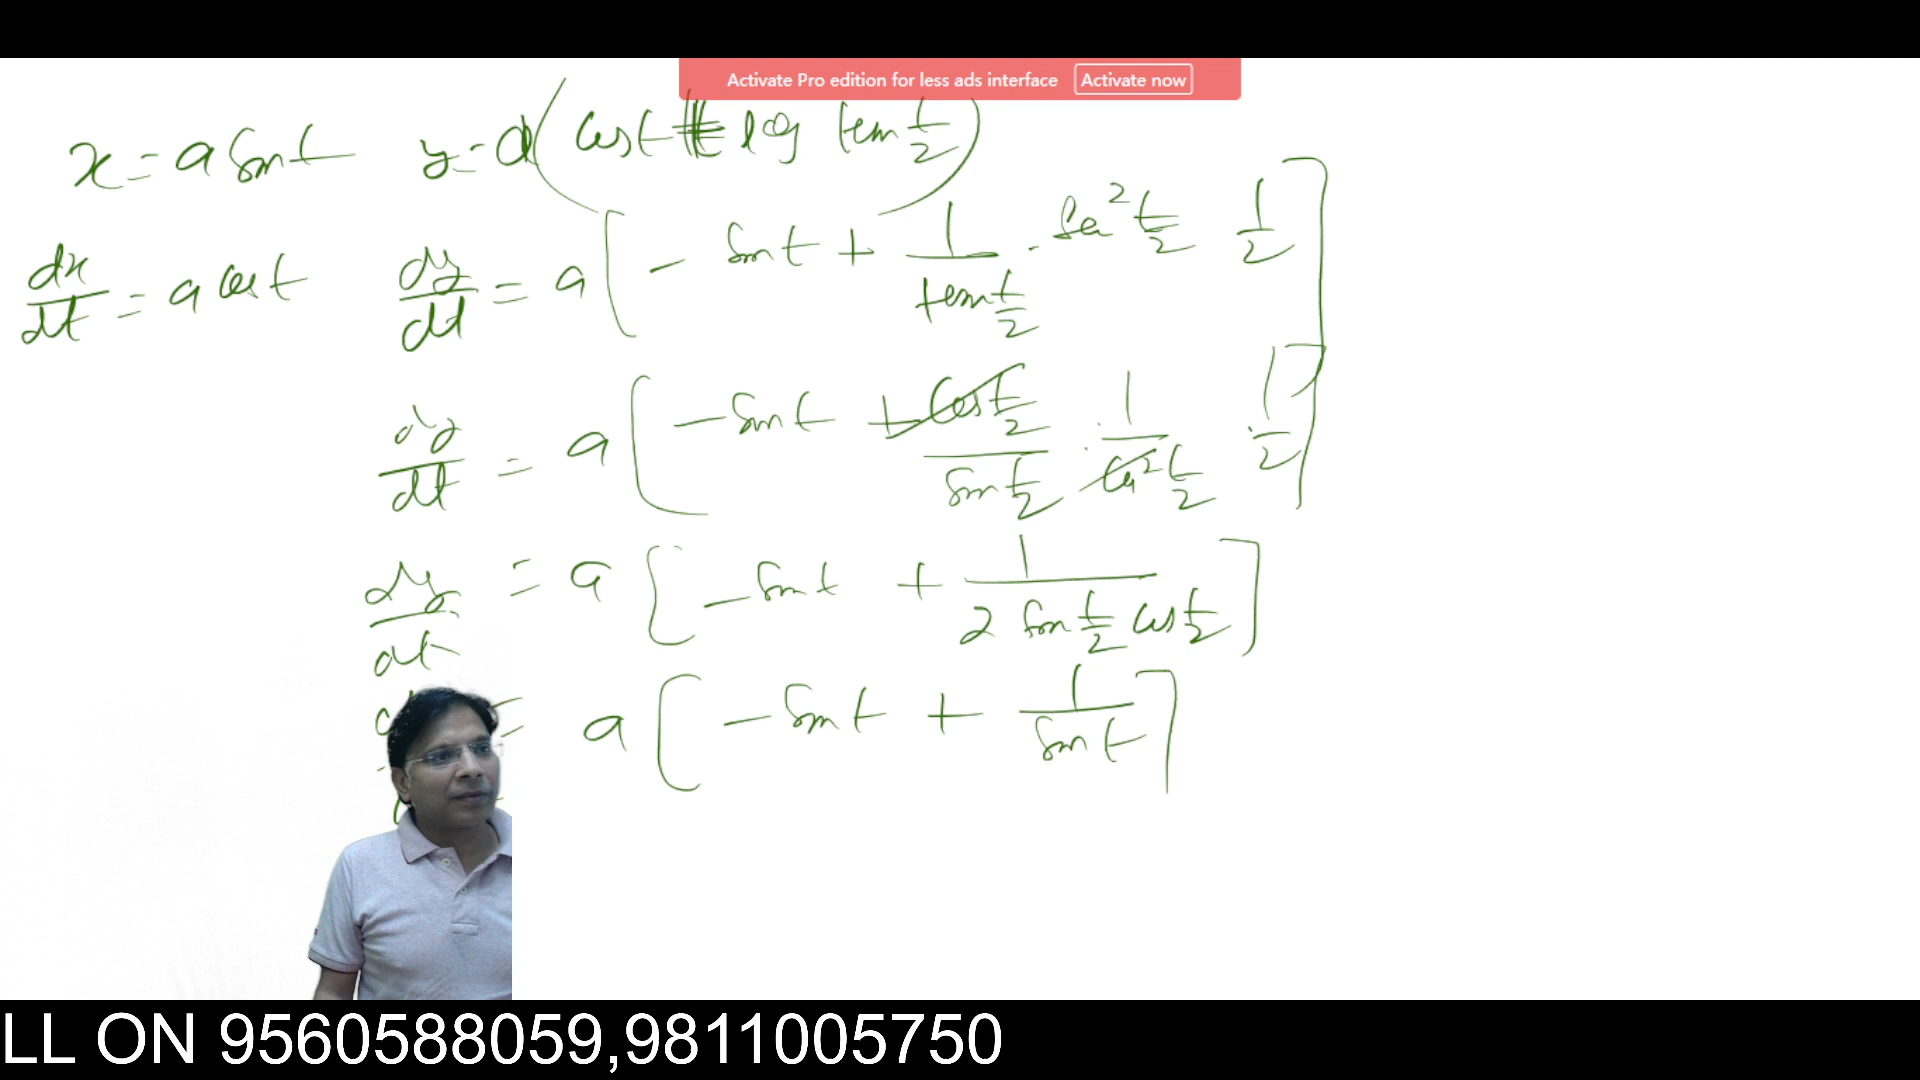 Activate Pro edition for less ads interface Activate now
x = a sin t y = a( cos t + log tan t/2 )
dx/dt = a cos t dy/dt = a [ - sin t + 1/tan t/2 . sec² t/2 1/2 ]
dy/dt = a [ - sin t + cos t/2 / sin t/2 . 1/cos² t/2 . 1/2 ]
dy/dt = a [ - sin t + 1/2 sin t/2 cos t/2 ]
= a [ - sin t + 1/sin t ]
LL ON 9560588059,9811005750